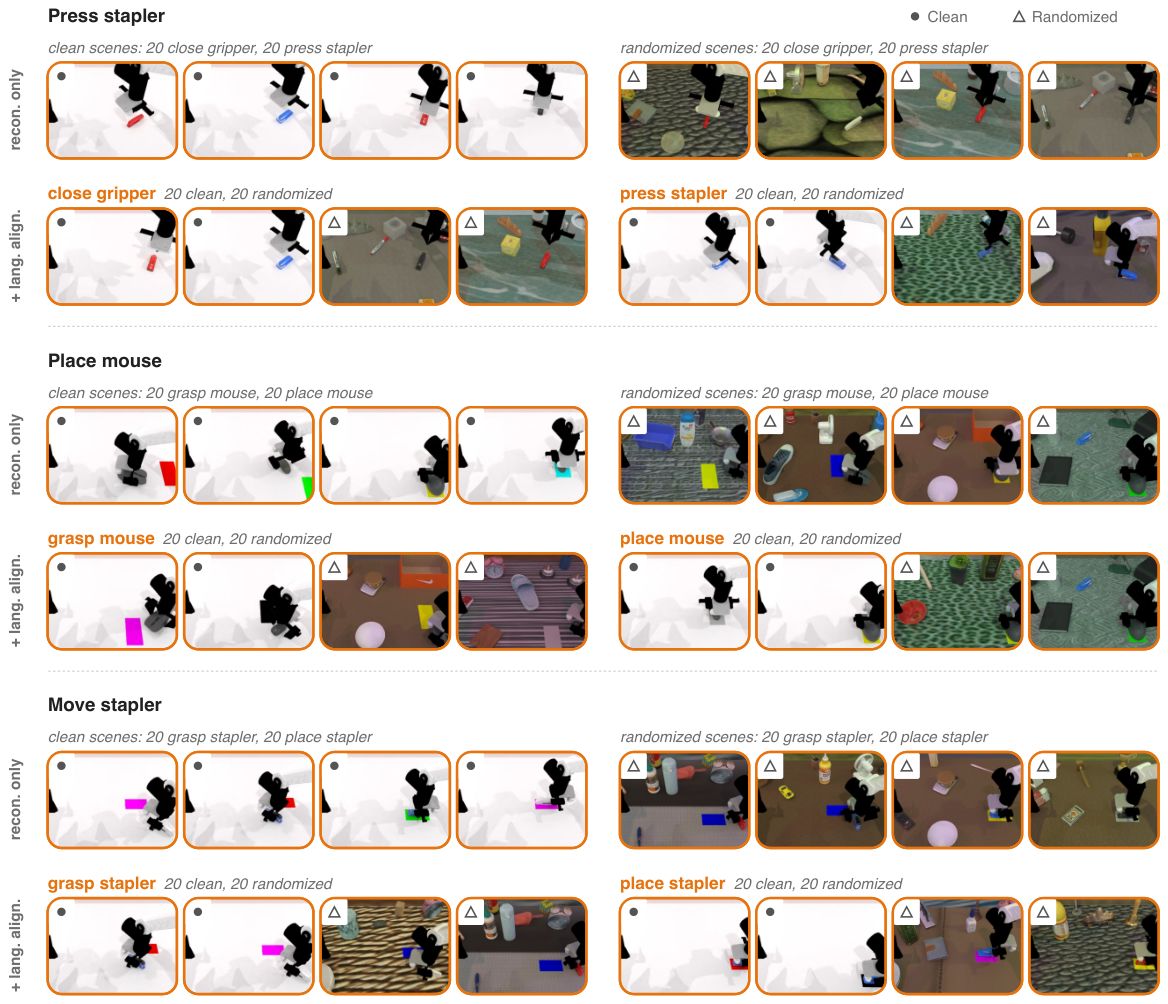 Press stapler
Clean
Randomized
clean scenes: 20 close gripper, 20 press stapler
randomized scenes: 20 close gripper, 20 press stapler
recon. only
close gripper 20 clean, 20 randomized
press stapler 20 clean, 20 randomized
+ lang. align.
Place mouse
clean scenes: 20 grasp mouse, 20 place mouse
randomized scenes: 20 grasp mouse, 20 place mouse
recon. only
grasp mouse 20 clean, 20 randomized
place mouse 20 clean, 20 randomized
+ lang. align.
Move stapler
clean scenes: 20 grasp stapler, 20 place stapler
randomized scenes: 20 grasp stapler, 20 place stapler
recon. only
grasp stapler 20 clean, 20 randomized
place stapler 20 clean, 20 randomized
+ lang. align.